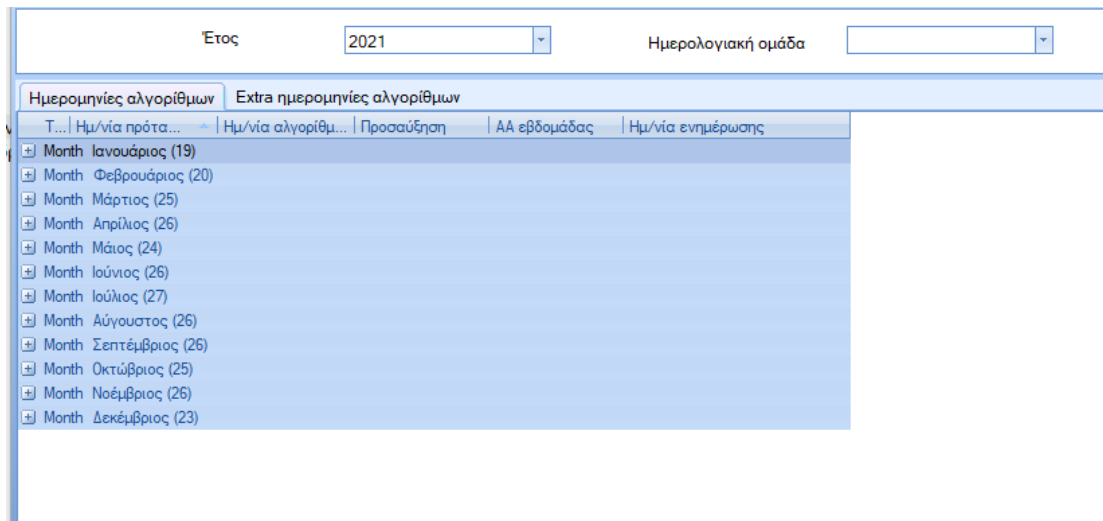 Έτος 2021 Ημερολογιακή ομάδα
Ημερομηνίες αλγορίθμων Extra ημερομηνίες αλγορίθμων
Τ... Ημ/νία πρότα... Ημ/νία αλγορίθμ... Προσαύξηση ΑΑ εβδομάδας Ημ/νία ενημέρωσης
Month Ιανουάριος (19)
Month Φεβρουάριος (20)
Month Μάρτιος (25)
Month Απρίλιος (26)
Month Μάιος (24)
Month Ιούνιος (26)
Month Ιούλιος (27)
Month Αύγουστος (26)
Month Σεπτέμβριος (26)
Month Οκτώβριος (25)
Month Νοέμβριος (26)
Month Δεκέμβριος (23)